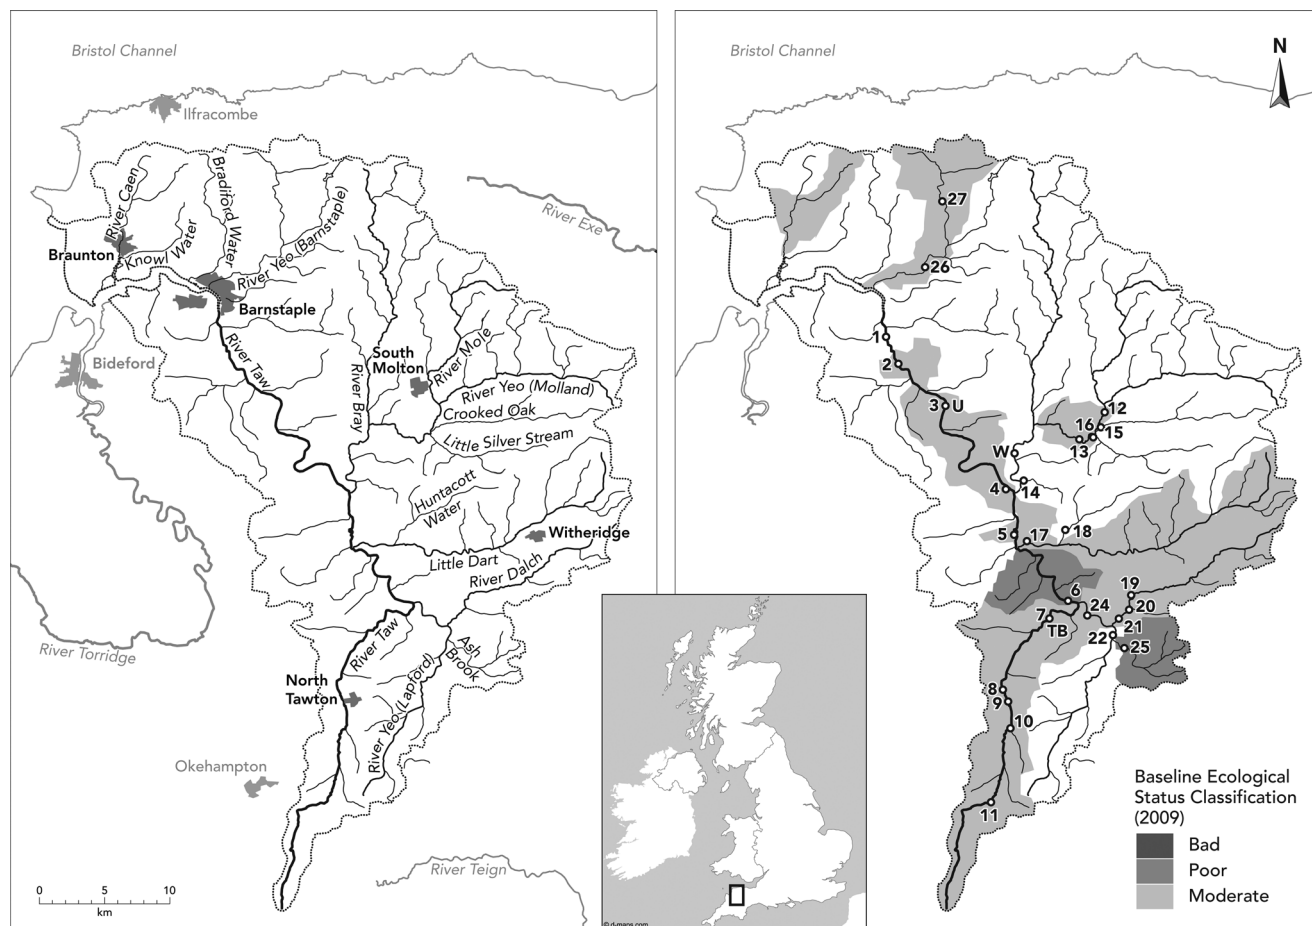 Bristol Channel
Ilfracombe
River Caen
Bradiford Water
River Yeo (Barnstaple)
River Exe
Braunton
Knowl Water
Barnstaple
River Taw
Bideford
South
Molton
River Mole
River Bray
River Yeo (Molland)
Crooked Oak
Little Silver Stream
Huntacott
Water
Witheridge
Little Dart
River Dalch
River Torridge
River Taw
Ash
Brook
North
Tawton
River Yeo (Lapford)
Okehampton
River Teign
0 5 10
km
© d-maps.com
Bristol Channel
N
27
26
1
2
3 U
12
16
15
13
W
14
4
5
17
18
6
19
7
24
20
TB
21
22
25
8
9
10
11
Baseline Ecological
Status Classification
(2009)
Bad
Poor
Moderate